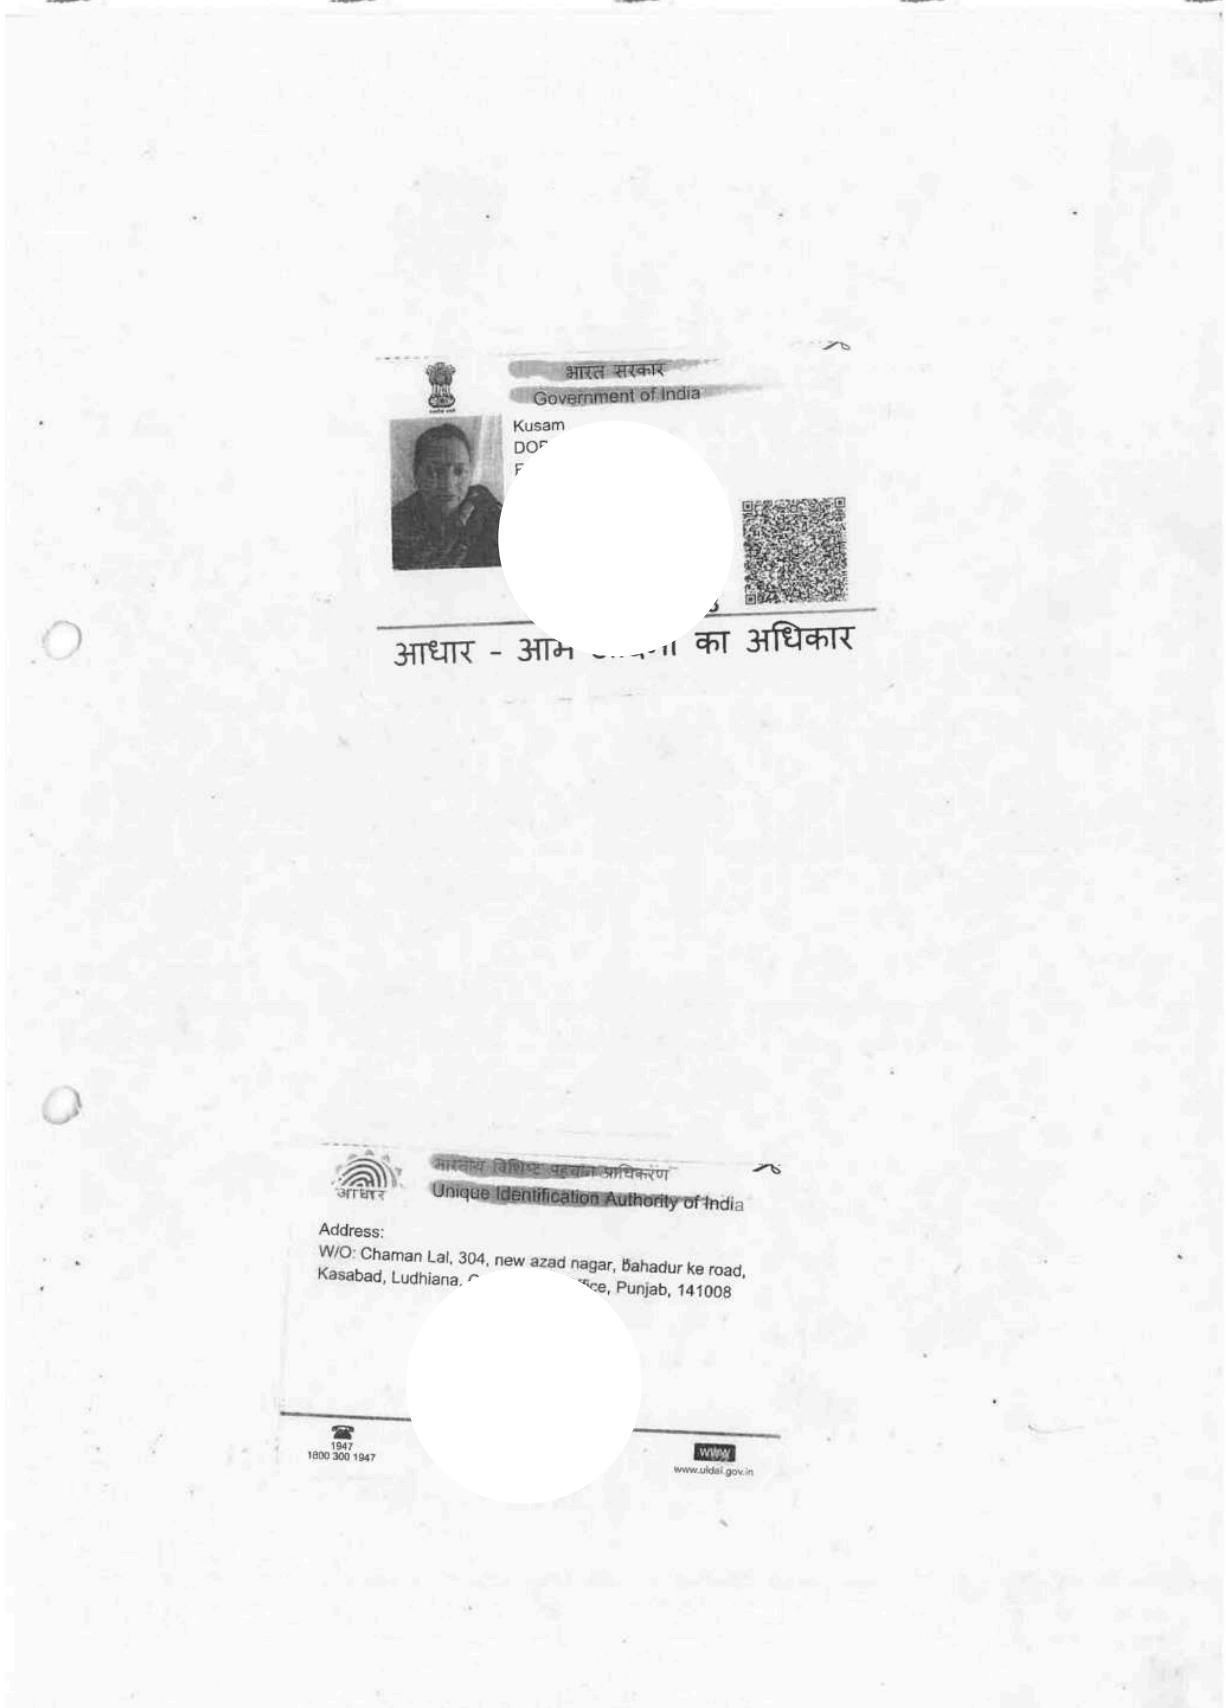 भारत सरकार
Government of India
Kusam
आधार - आम का अधिकार
भारतीय विशिष्ट पहचान प्राधिकरण
आधार
Unique Identification Authority of India
Address:
W/O: Chaman Lal, 304, new azad nagar, Bahadur ke road,
Kasabad, Ludhiana, Punjab, 141008
1947
1800 300 1947
WWW
www.uidai.gov.in